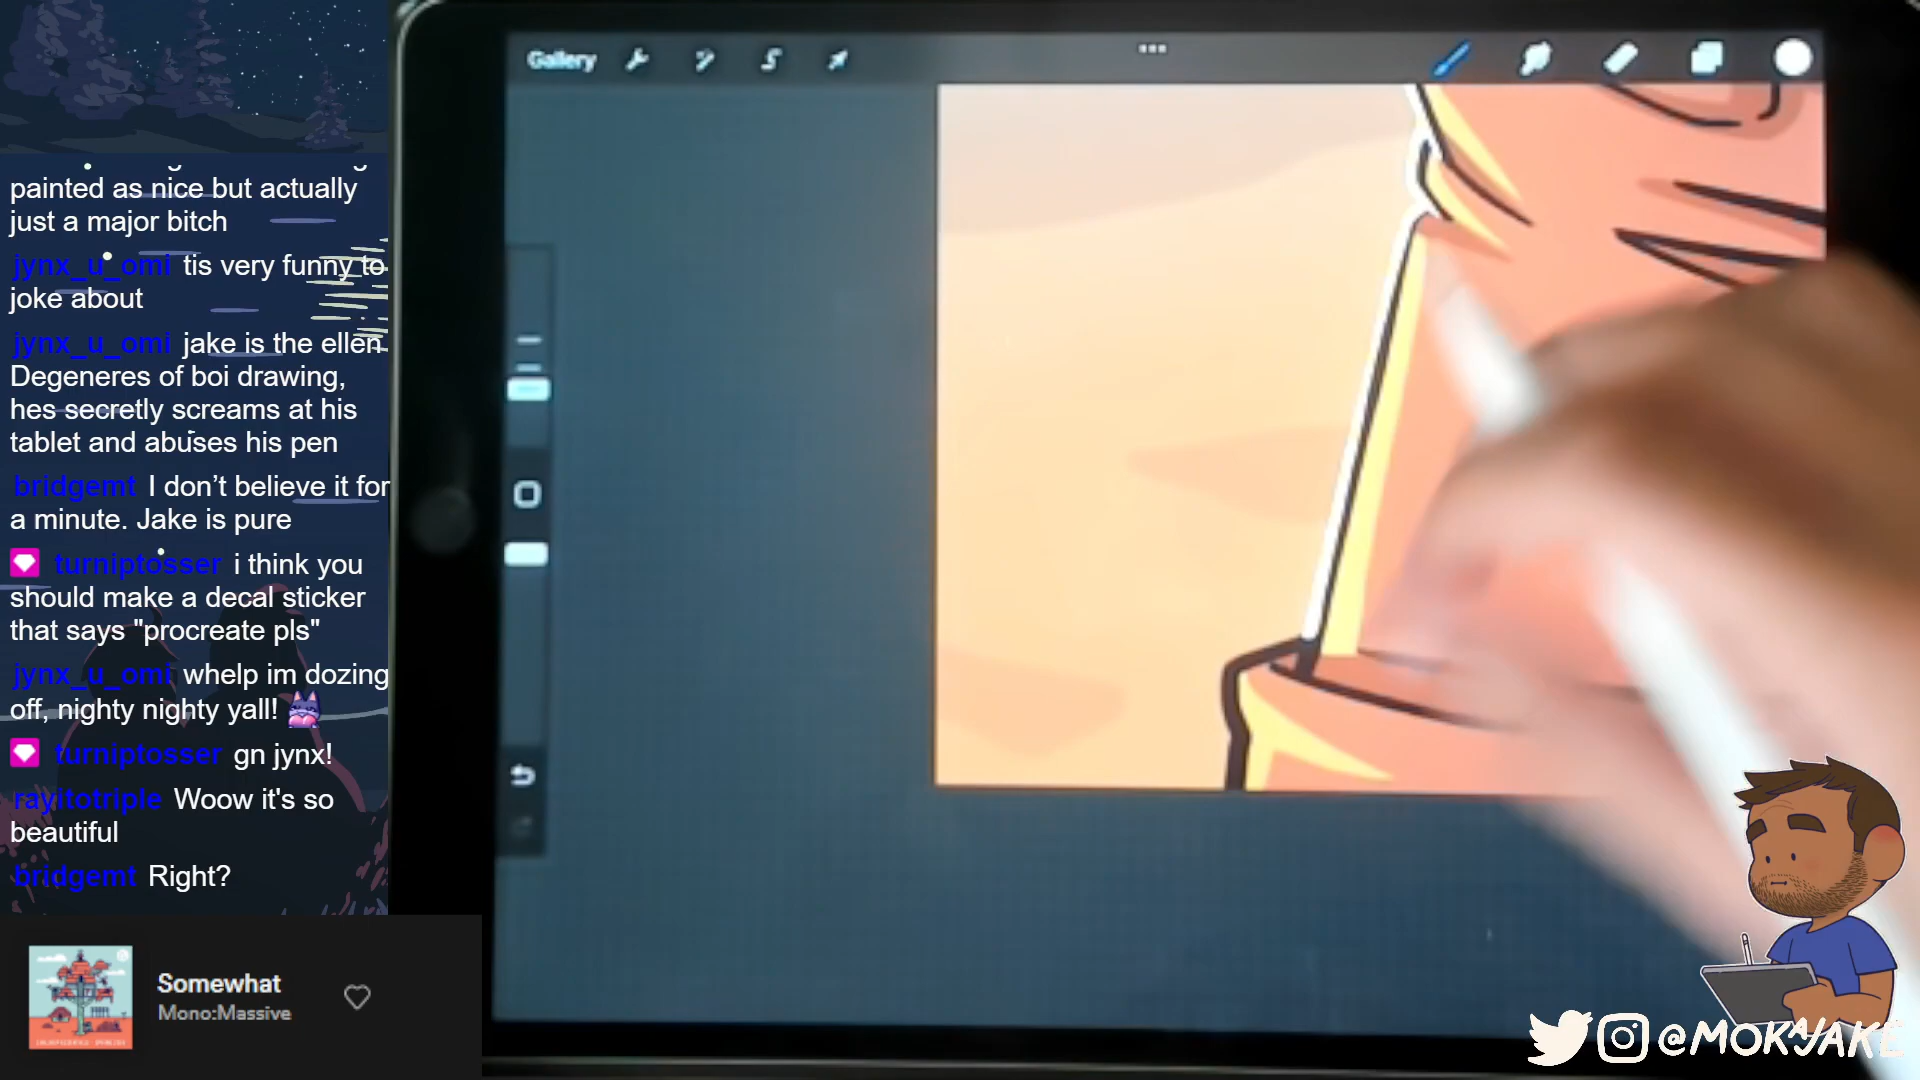 Gallery
painted as nice but actually
just a major bitch
jynx_u_omi tis very funny to
joke about
jynx_u_omi jake is the ellen
Degeneres of boi drawing,
hes secretly screams at his
tablet and abuses his pen
bridgemt I don’t believe it for
a minute. Jake is pure
turniptosser i think you
should make a decal sticker
that says "procreate pls"
jynx_u_omi whelp im dozing
off, nighty nighty yall!
turniptosser gn jynx!
rayitotriple Woow it's so
beautiful
bridgemt Right?
Somewhat
Mono:Massive
@MOKAJAKE